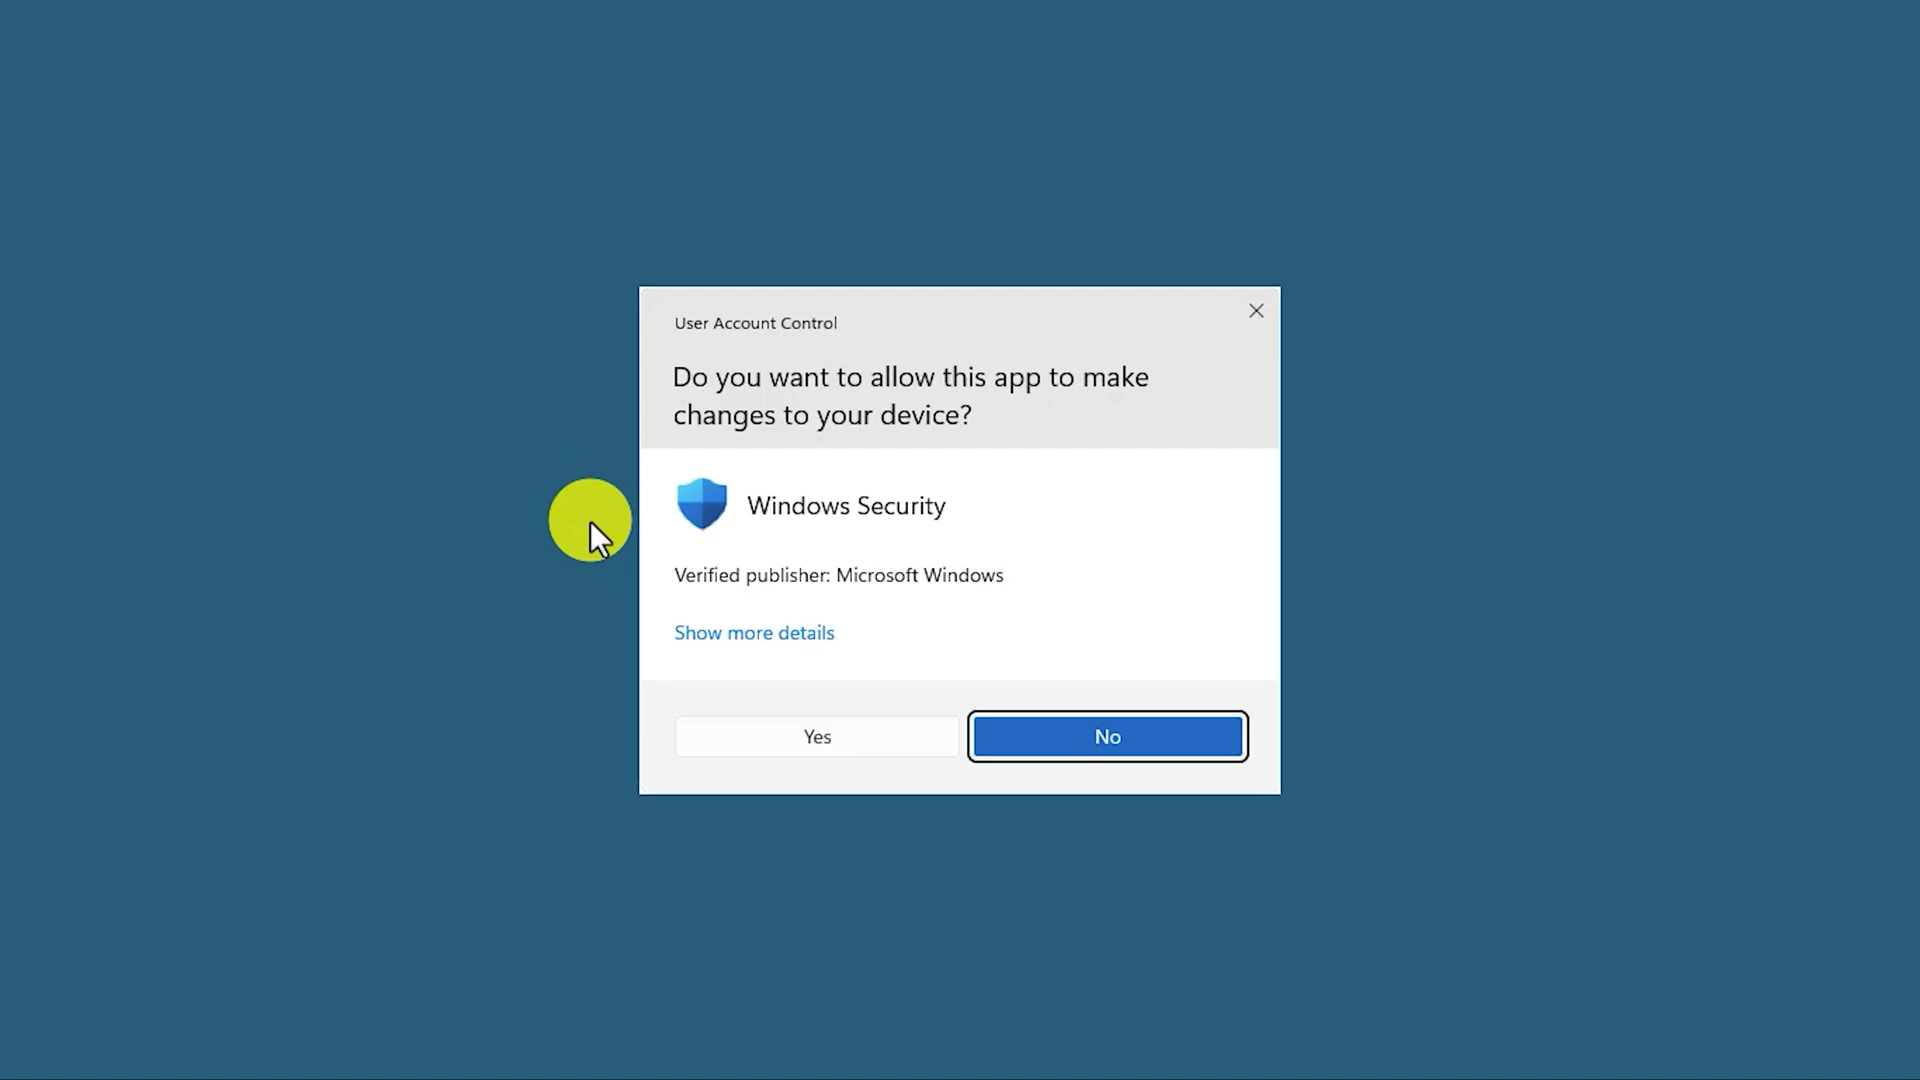 User Account Control
Do you want to allow this app to make
changes to your device?
Windows Security
Verified publisher: Microsoft Windows
Show more details
Yes
No